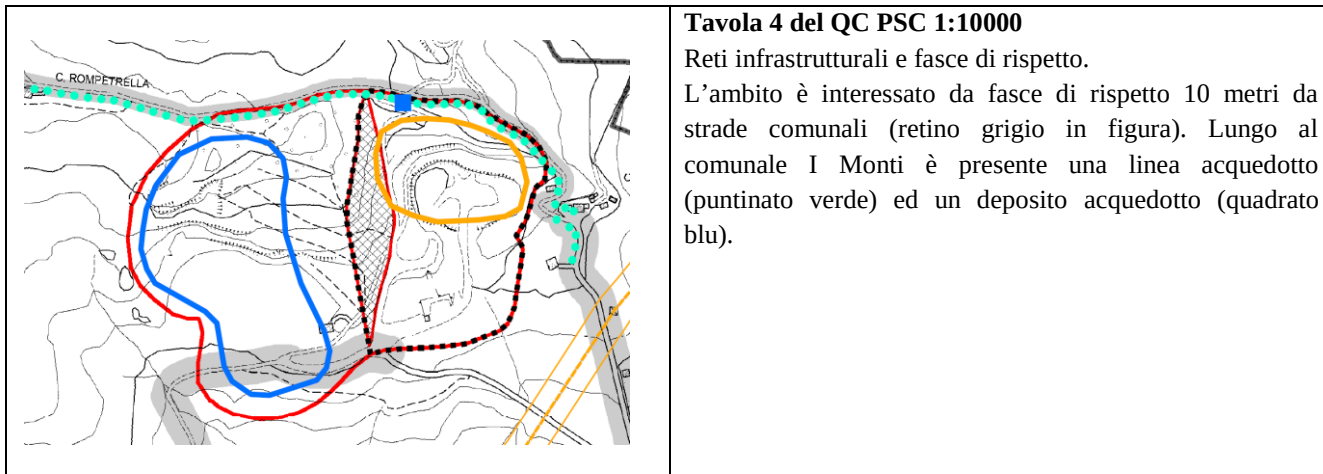 C. ROMPETRELLA
Tavola 4 del QC PSC 1:10000
Reti infrastrutturali e fasce di rispetto.
L’ambito è interessato da fasce di rispetto 10 metri da
strade comunali (retino grigio in figura). Lungo al
comunale I Monti è presente una linea acquedotto
(puntinato verde) ed un deposito acquedotto (quadrato
blu).